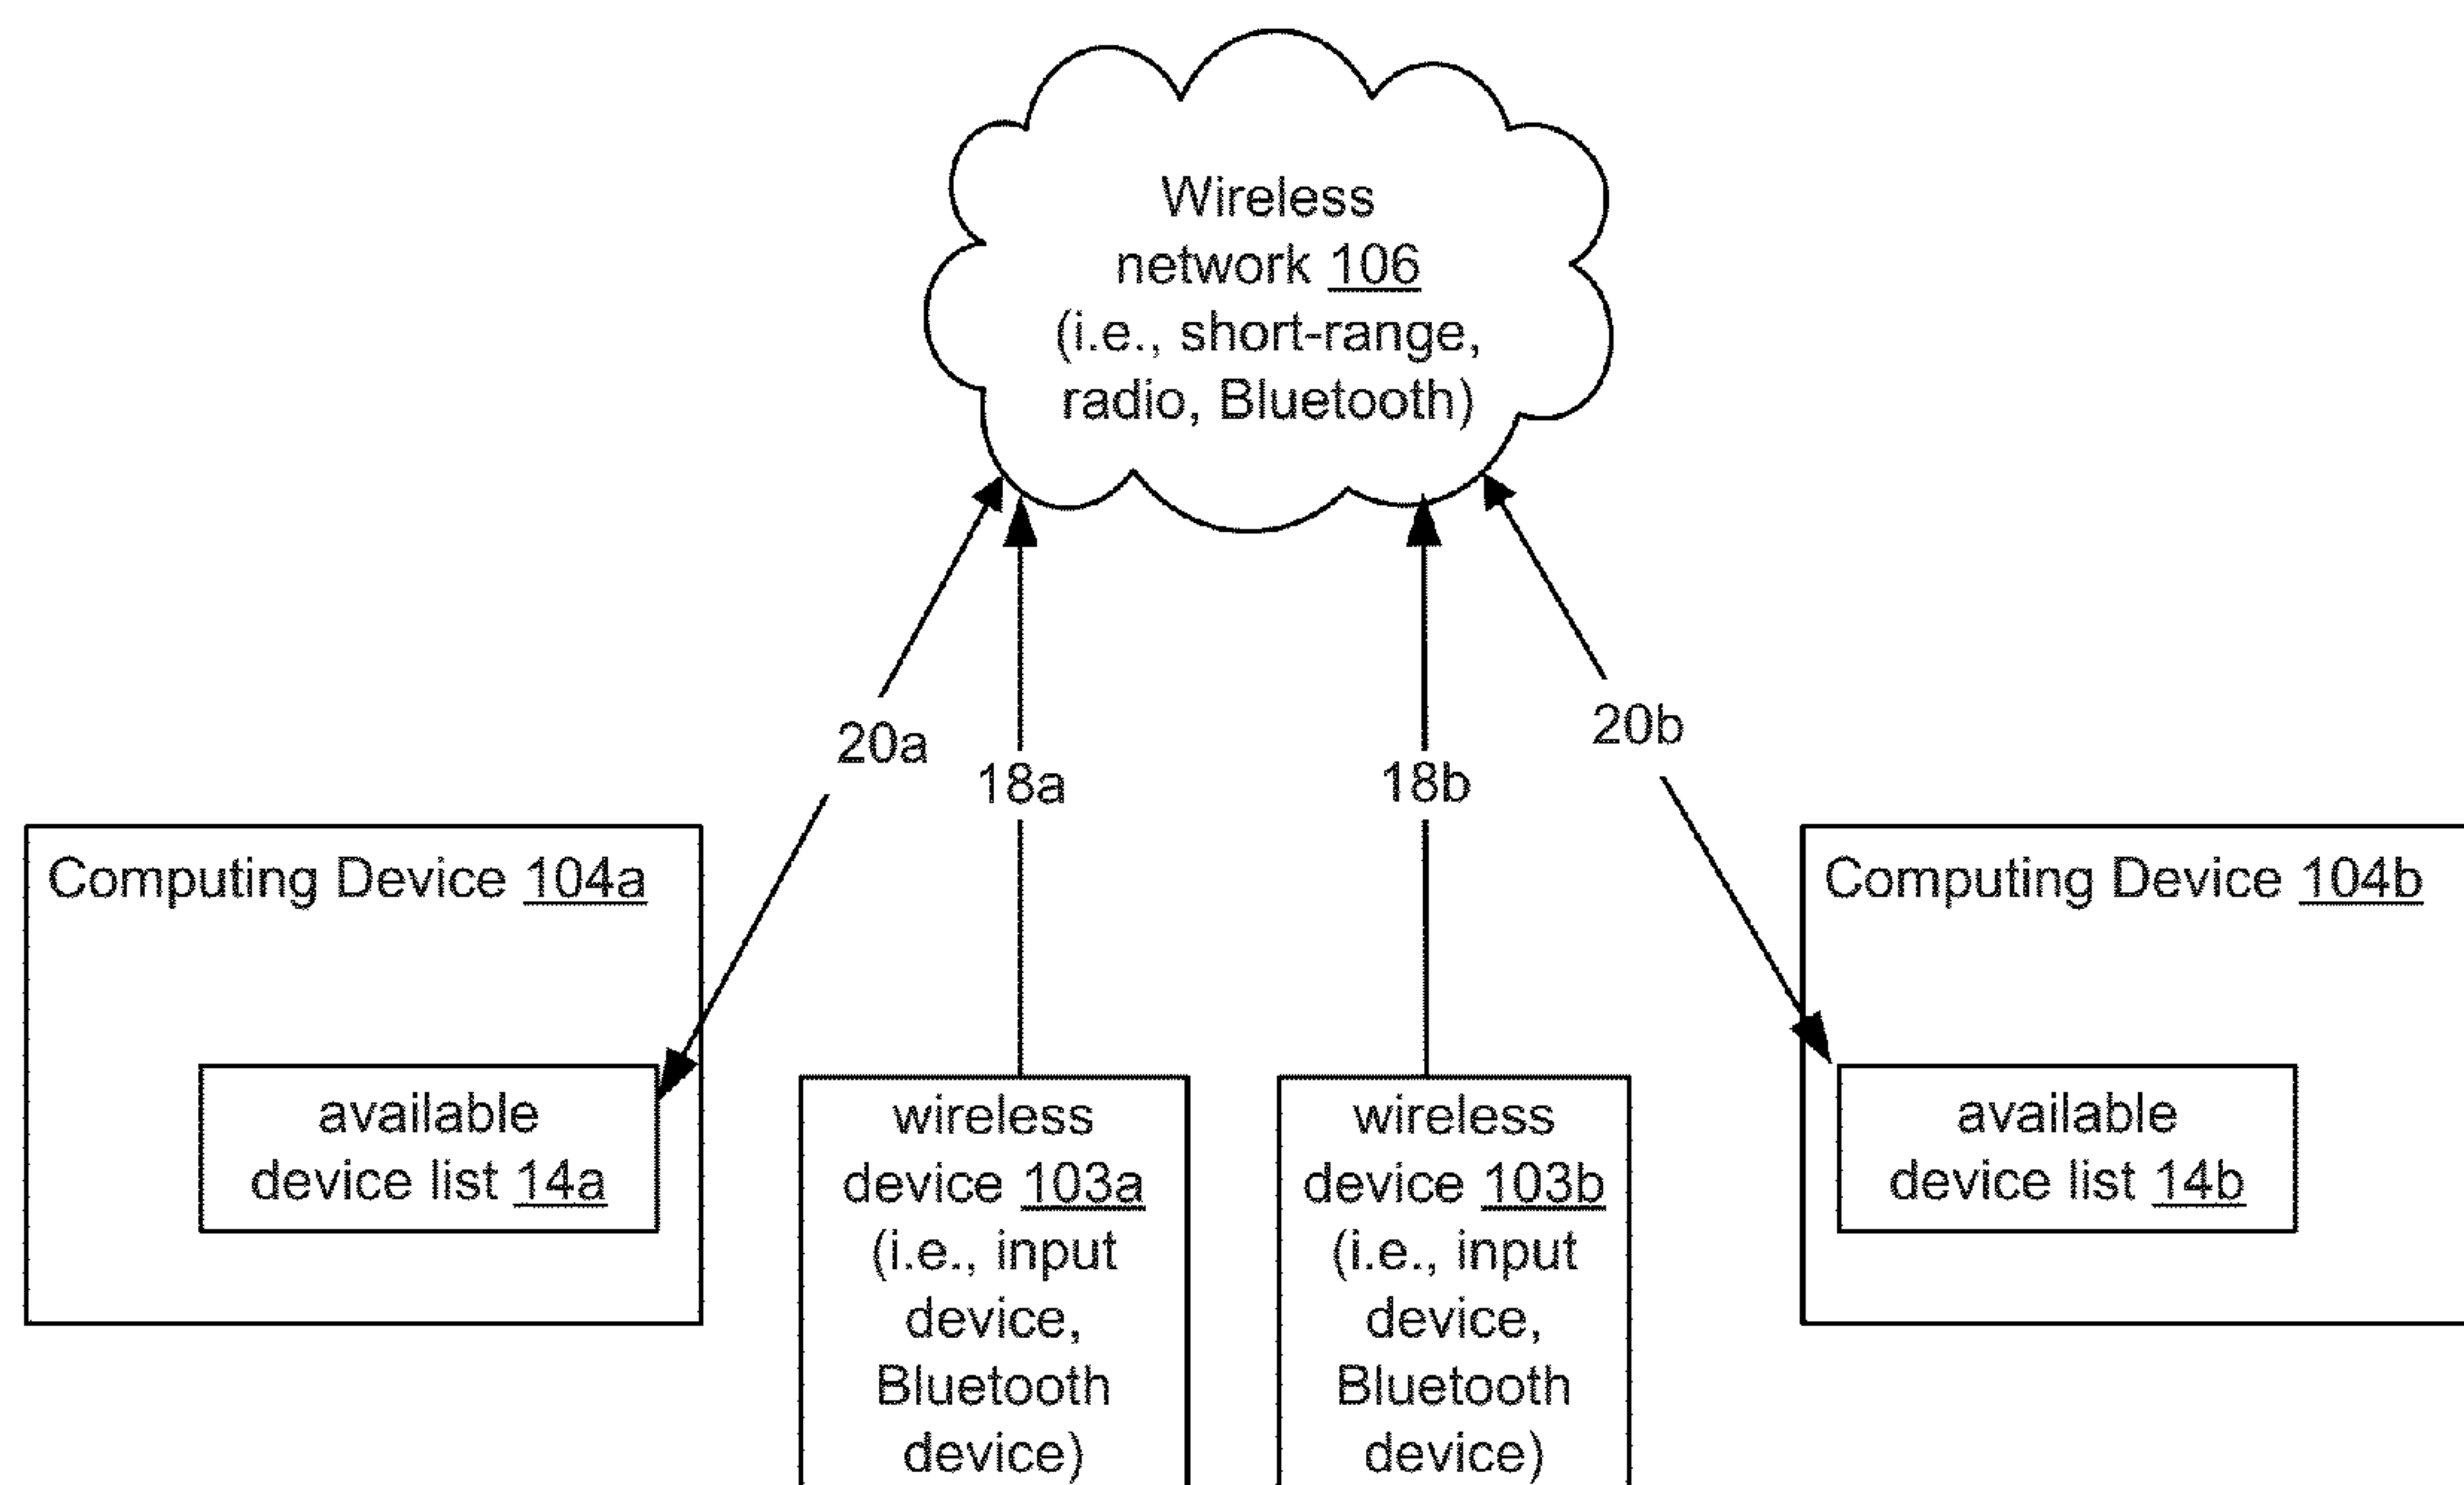 Wireless
network 106
(i.e., short-range,
radio, Bluetooth)
20a
18a
18b
20b
Computing Device 104a
available
device list 14a
wireless
device 103a
(i.e., input
device,
Bluetooth
device)
wireless
device 103b
(i.e., input
device,
Bluetooth
device)
Computing Device 104b
available
device list 14b